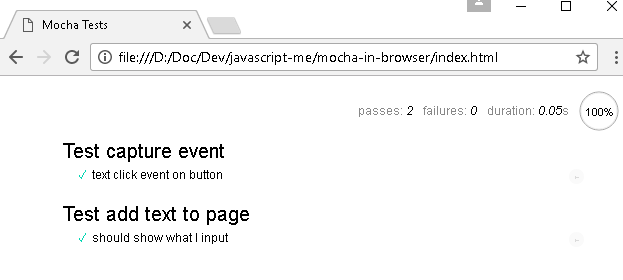 Mocha Tests
file:///D:/Doc/Dev/javascript-me/mocha-in-browser/index.html
passes: 2 failures: 0 duration: 0.05s 100%
Test capture event
✓ text click event on button
Test add text to page
✓ should show what I input